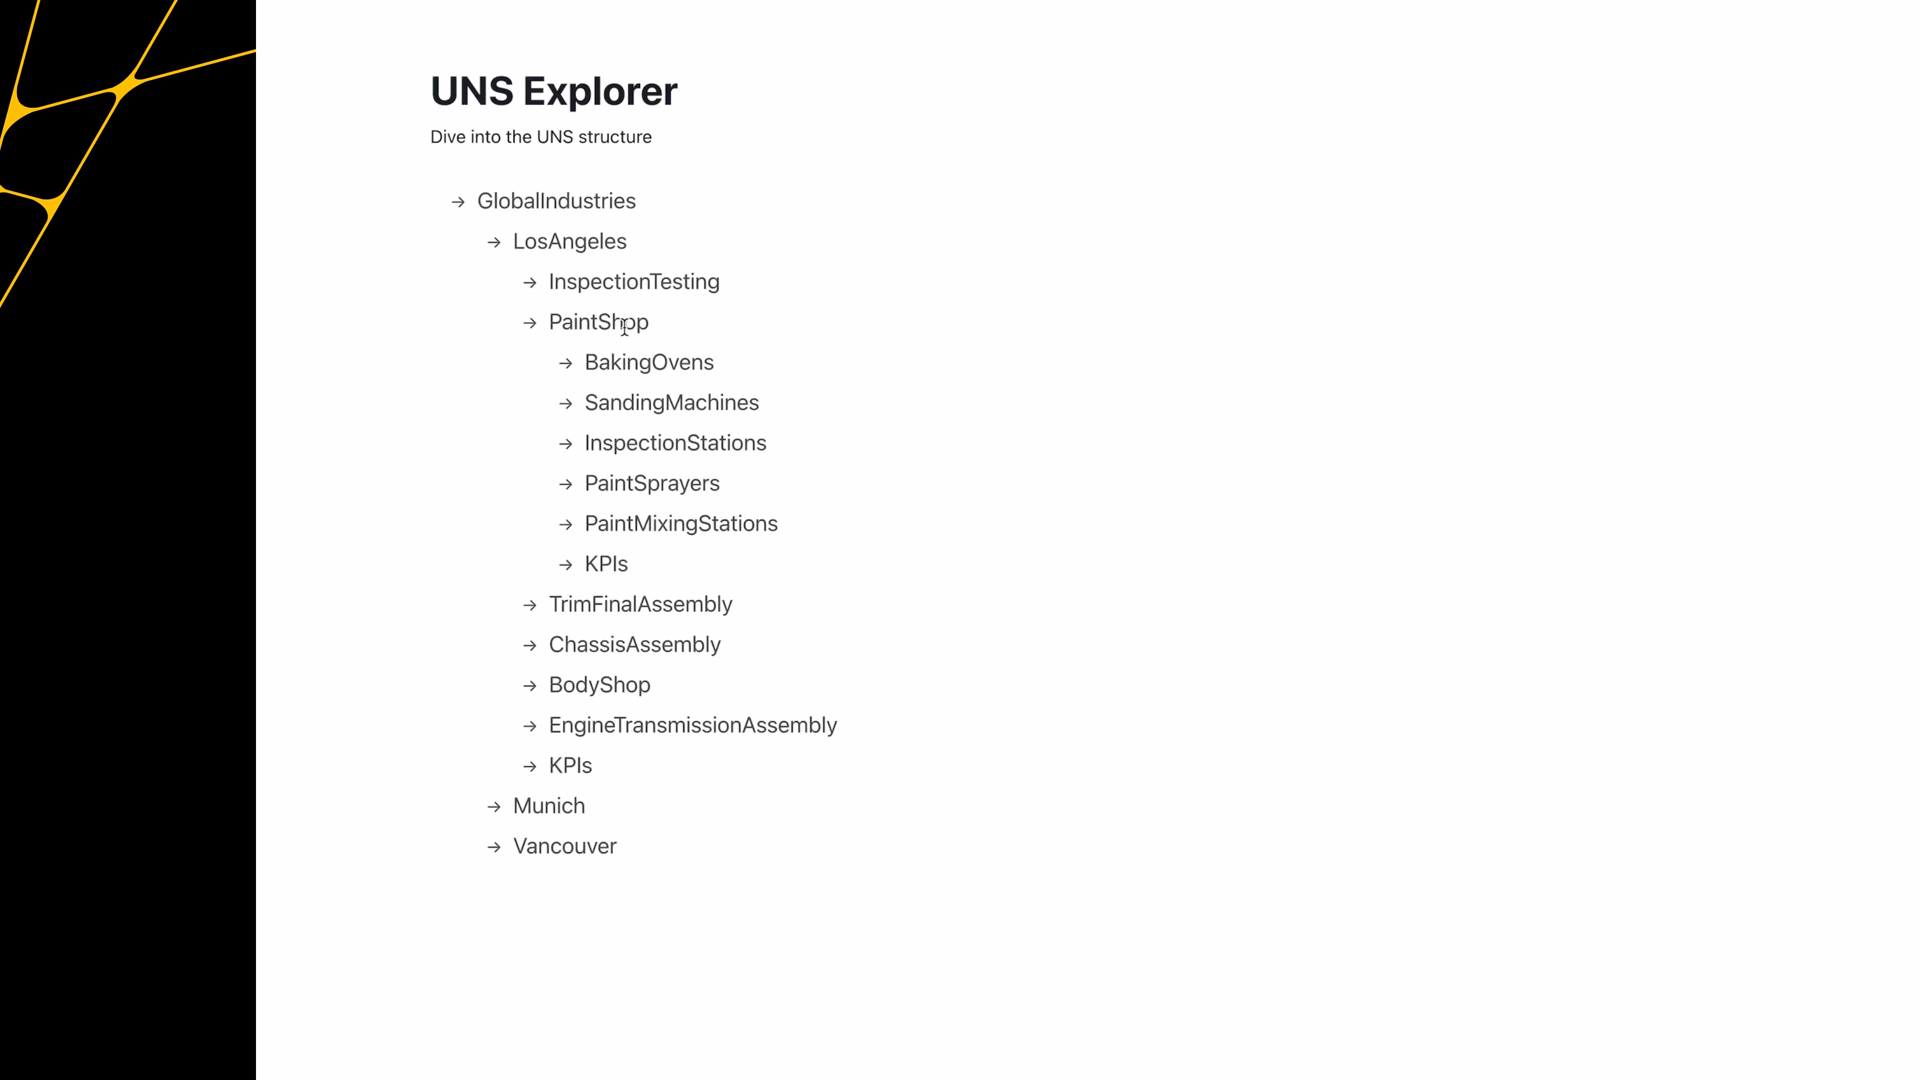 UNS Explorer
Dive into the UNS structure
→ GlobalIndustries
→ LosAngeles
→ InspectionTesting
→ PaintShop
→ BakingOvens
→ SandingMachines
→ InspectionStations
→ PaintSprayers
→ PaintMixingStations
→ KPIs
→ TrimFinalAssembly
→ ChassisAssembly
→ BodyShop
→ EngineTransmissionAssembly
→ KPIs
→ Munich
→ Vancouver